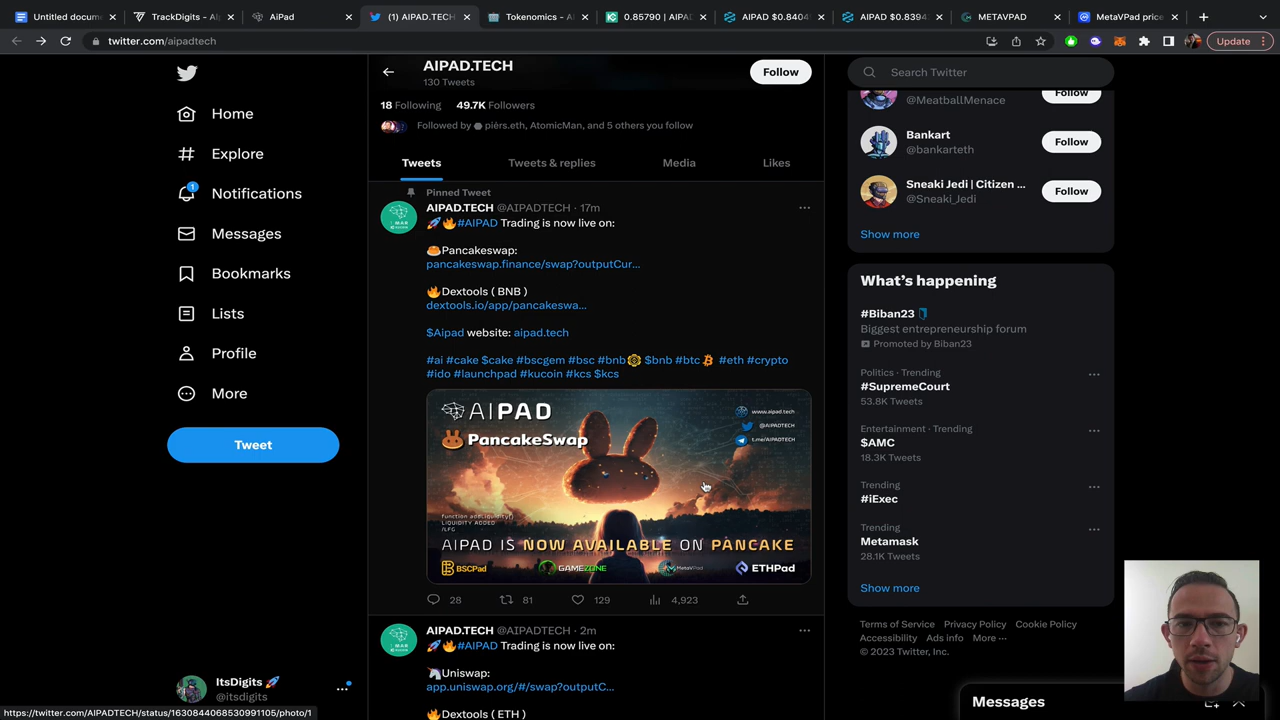 Untitled docum
TrackDigits - Al
AiPad
(1) AIPAD.TECH
Tokenomics - A
0.85790 | AIPA
AIPAD $0.8404
AIPAD $0.8394
METAVPAD
MetaVPad price
twitter.com/aipadtech
Update
AIPAD.TECH
130 Tweets
Follow
Search Twitter
18 Following 49.7K Followers
Followed by piérs.eth, AtomicMan, and 5 others you follow
Tweets
Tweets & replies
Media
Likes
Home
Explore
1
Notifications
Messages
Bookmarks
Lists
Profile
More
Tweet
ItsDigits 🚀
@itsdigits
Pinned Tweet
AIPAD.TECH @AIPADTECH · 17m
🚀🔥#AIPAD Trading is now live on:
🥞Pancakeswap:
pancakeswap.finance/swap?outputCur...
🔥Dextools ( BNB )
dextools.io/app/pancakeswa...
$Aipad website: aipad.tech
#ai #cake $cake #bscgem #bsc #bnb $bnb #btc #eth #crypto
#ido #launchpad #kucoin #kcs $kcs
AIPAD
PancakeSwap
www.aipad.tech
@AIPADTECH
t.me/AIPADTECH
function addliquidity()
LIQUIDITY ADDED
/LFG
AIPAD IS NOW AVAILABLE ON PANCAKE
BSCPad
GAMEZONE
MetaVPad
ETHPad
28
81
129
4,923
AIPAD.TECH @AIPADTECH · 2m
🚀🔥#AIPAD Trading is now live on:
🦄Uniswap:
app.uniswap.org/#/swap?outputC...
🔥Dextools ( ETH )
@MeatballMenace
Follow
Bankart
@bankarteth
Follow
Sneaki Jedi | Citizen ...
@Sneaki_Jedi
Follow
Show more
What's happening
#Biban23
Biggest entrepreneurship forum
Promoted by Biban23
Politics · Trending
#SupremeCourt
53.8K Tweets
Entertainment · Trending
$AMC
18.3K Tweets
Trending
#iExec
Trending
Metamask
28.1K Tweets
Show more
Terms of Service Privacy Policy Cookie Policy
Accessibility Ads info More ···
© 2023 Twitter, Inc.
Messages
https://twitter.com/AIPADTECH/status/1630844068530991105/photo/1